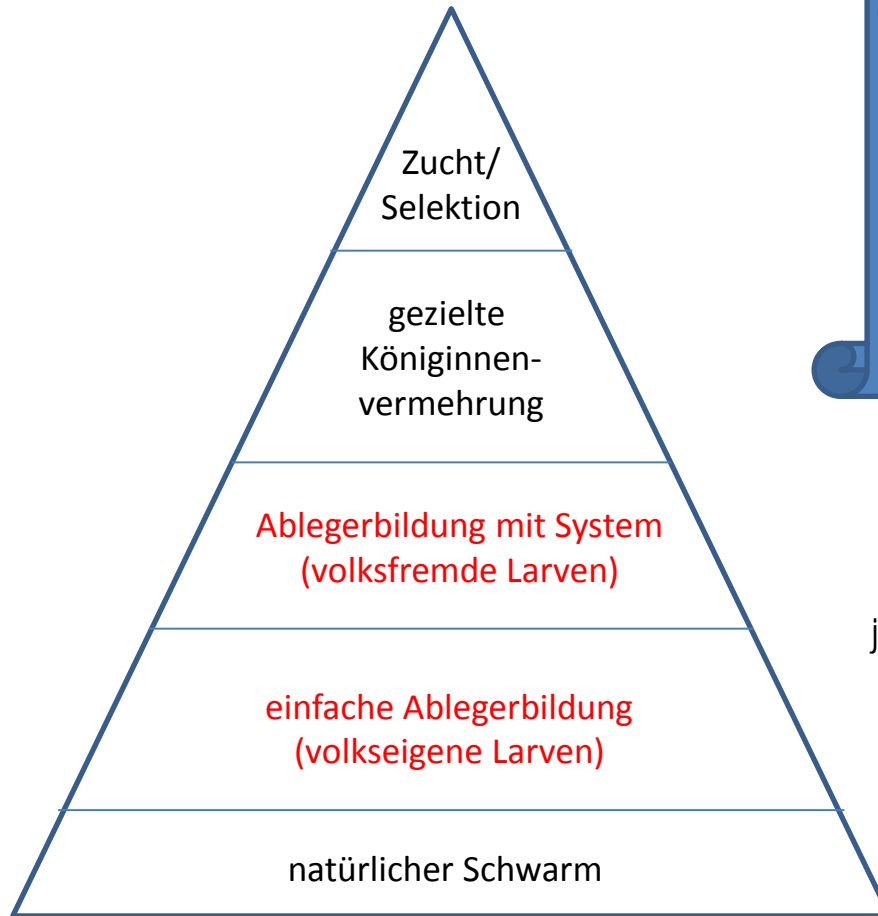 Zucht/
Selektion
gezielte
Königinnen-
vermehrung
Ablegerbildung mit System
(volksfremde Larven)
j
einfache Ablegerbildung
(volkseigene Larven)
natürlicher Schwarm